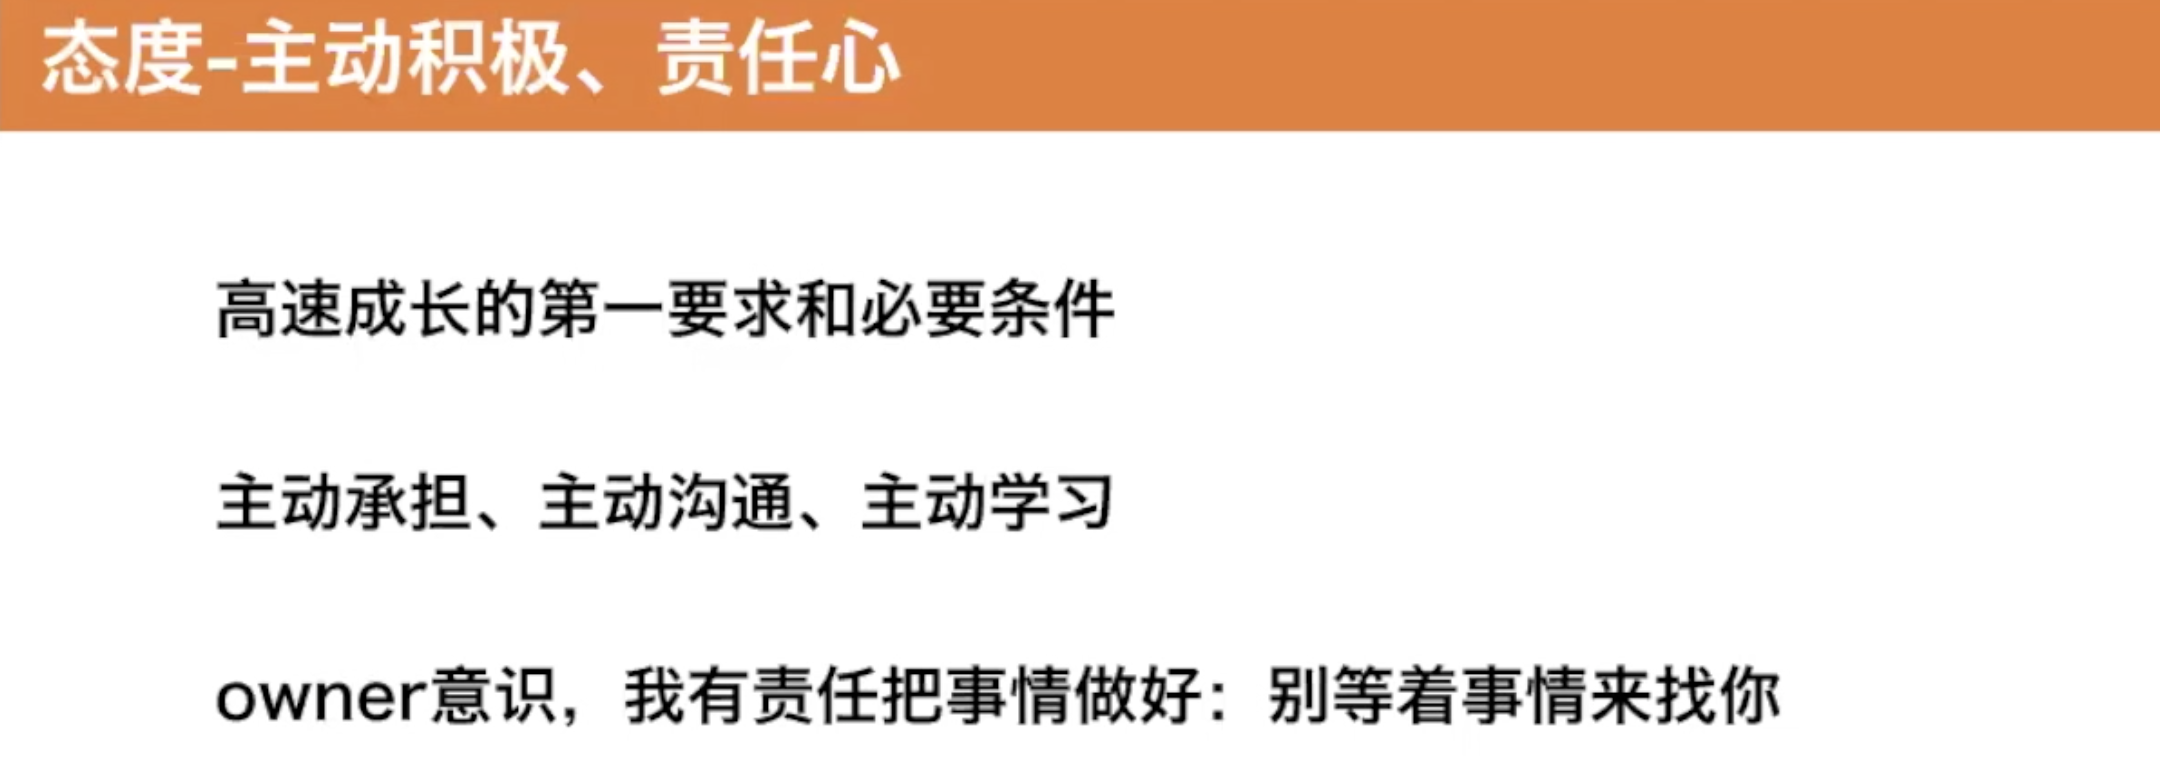 态度-主动积极、责任心
高速成长的第一要求和必要条件
主动承担、主动沟通、主动学习
owner意识，我有责任把事情做好：别等着事情来找你